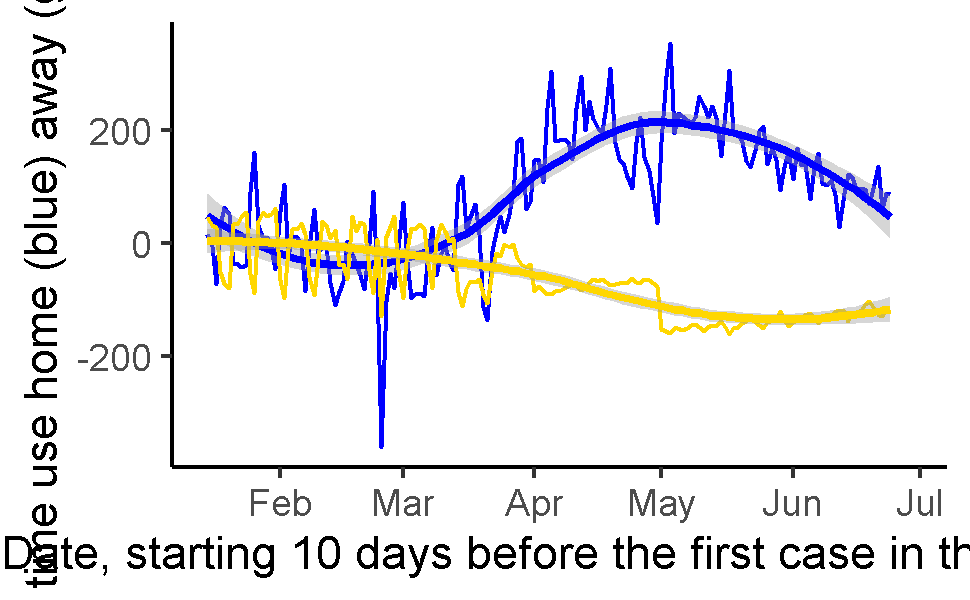 time use home (blue) away (
200
0
-200
Feb Mar Apr May Jun Jul
Date, starting 10 days before the first case in th